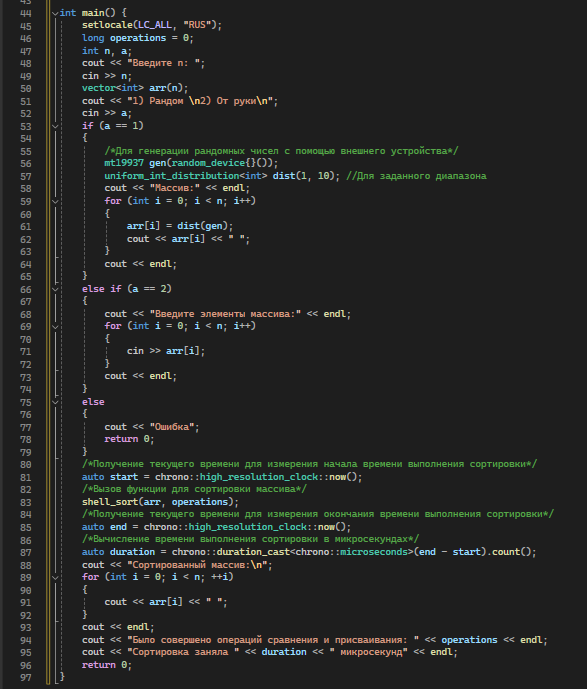 43
44 int main() {
45 setlocale(LC_ALL, "RUS");
46 long operations = 0;
47 int n, a;
48 cout << "Введите n: ";
49 cin >> n;
50 vector<int> arr(n);
51 cout << "1) Рандом \n2) От руки\n";
52 cin >> a;
53 if (a == 1)
54 {
55 /*Для генерации рандомных чисел с помощью внешнего устройства*/
56 mt19937 gen(random_device{}());
57 uniform_int_distribution<int> dist(1, 10); //Для заданного диапазона
58 cout << "Массив:" << endl;
59 for (int i = 0; i < n; i++)
60 {
61 arr[i] = dist(gen);
62 cout << arr[i] << " ";
63 }
64 cout << endl;
65 }
66 else if (a == 2)
67 {
68 cout << "Введите элементы массива:" << endl;
69 for (int i = 0; i < n; i++)
70 {
71 cin >> arr[i];
72 }
73 cout << endl;
74 }
75 else
76 {
77 cout << "Ошибка";
78 return 0;
79 }
80 /*Получение текущего времени для измерения начала времени выполнения сортировки*/
81 auto start = chrono::high_resolution_clock::now();
82 /*Вызов функции для сортировки массива*/
83 shell_sort(arr, operations);
84 /*Получение текущего времени для измерения окончания времени выполнения сортировки*/
85 auto end = chrono::high_resolution_clock::now();
86 /*Вычисление времени выполнения сортировки в микросекундах*/
87 auto duration = chrono::duration_cast<chrono::microseconds>(end - start).count();
88 cout << "Сортированный массив:\n";
89 for (int i = 0; i < n; ++i)
90 {
91 cout << arr[i] << " ";
92 }
93 cout << endl;
94 cout << "Было совершено операций сравнения и присваивания: " << operations << endl;
95 cout << "Сортировка заняла " << duration << " микросекунд" << endl;
96 return 0;
97 }